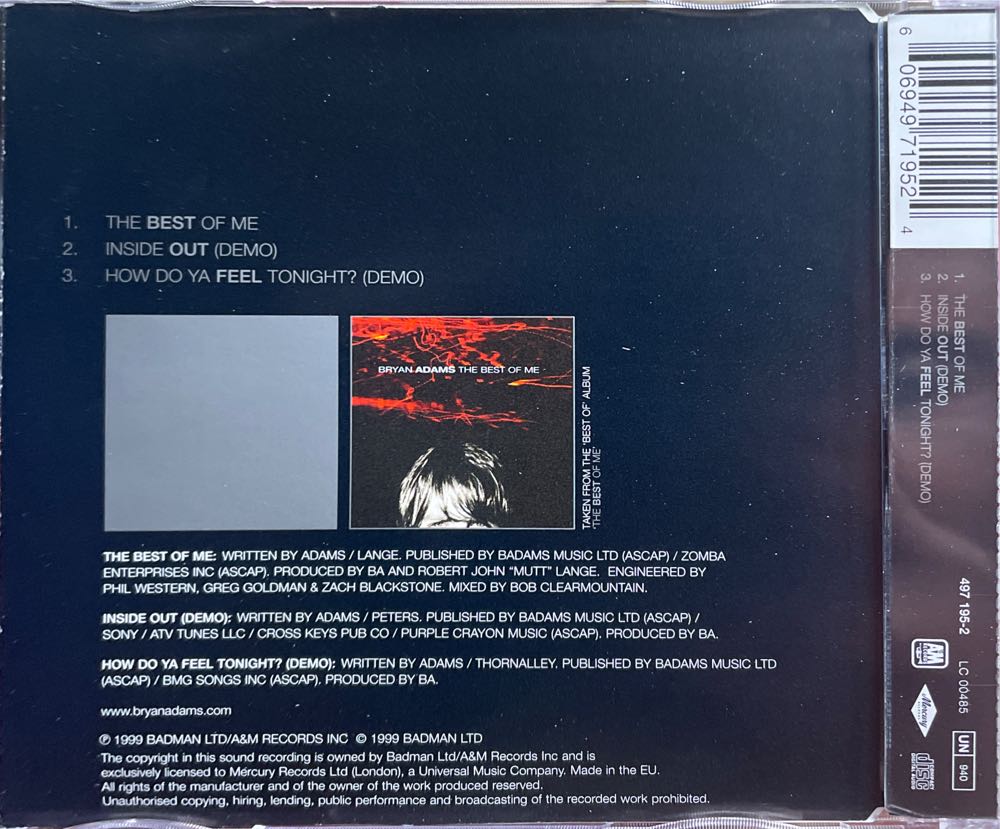 1. THE BEST OF ME
2. INSIDE OUT (DEMO)
3. HOW DO YA FEEL TONIGHT? (DEMO)
BRYAN ADAMS THE BEST OF ME
TAKEN FROM THE 'BEST OF' ALBUM
'THE BEST OF ME'
THE BEST OF ME: WRITTEN BY ADAMS / LANGE. PUBLISHED BY BADAMS MUSIC LTD (ASCAP) / ZOMBA
ENTERPRISES INC (ASCAP). PRODUCED BY BA AND ROBERT JOHN “MUTT” LANGE. ENGINEERED BY
PHIL WESTERN, GREG GOLDMAN & ZACH BLACKSTONE. MIXED BY BOB CLEARMOUNTAIN.
INSIDE OUT (DEMO): WRITTEN BY ADAMS / PETERS. PUBLISHED BY BADAMS MUSIC LTD (ASCAP) /
SONY / ATV TUNES LLC / CROSS KEYS PUB CO / PURPLE CRAYON MUSIC (ASCAP). PRODUCED BY BA.
HOW DO YA FEEL TONIGHT? (DEMO): WRITTEN BY ADAMS / THORNALLEY. PUBLISHED BY BADAMS MUSIC LTD
(ASCAP) / BMG SONGS INC (ASCAP). PRODUCED BY BA.
www.bryanadams.com
℗ 1999 BADMAN LTD/A&M RECORDS INC © 1999 BADMAN LTD
The copyright in this sound recording is owned by Badman Ltd/A&M Records Inc and is
exclusively licensed to Mercury Records Ltd (London), a Universal Music Company. Made in the EU.
All rights of the manufacturer and of the owner of the work produced reserved.
Unauthorised copying, hiring, lending, public performance and broadcasting of the recorded work prohibited.
6 06949 71952 4
1. THE BEST OF ME
2. INSIDE OUT (DEMO)
3. HOW DO YA FEEL TONIGHT? (DEMO)
497 195-2
A&M
Mercury
LC 00485
COMPACT
disc
DIGITAL AUDIO
UN 940